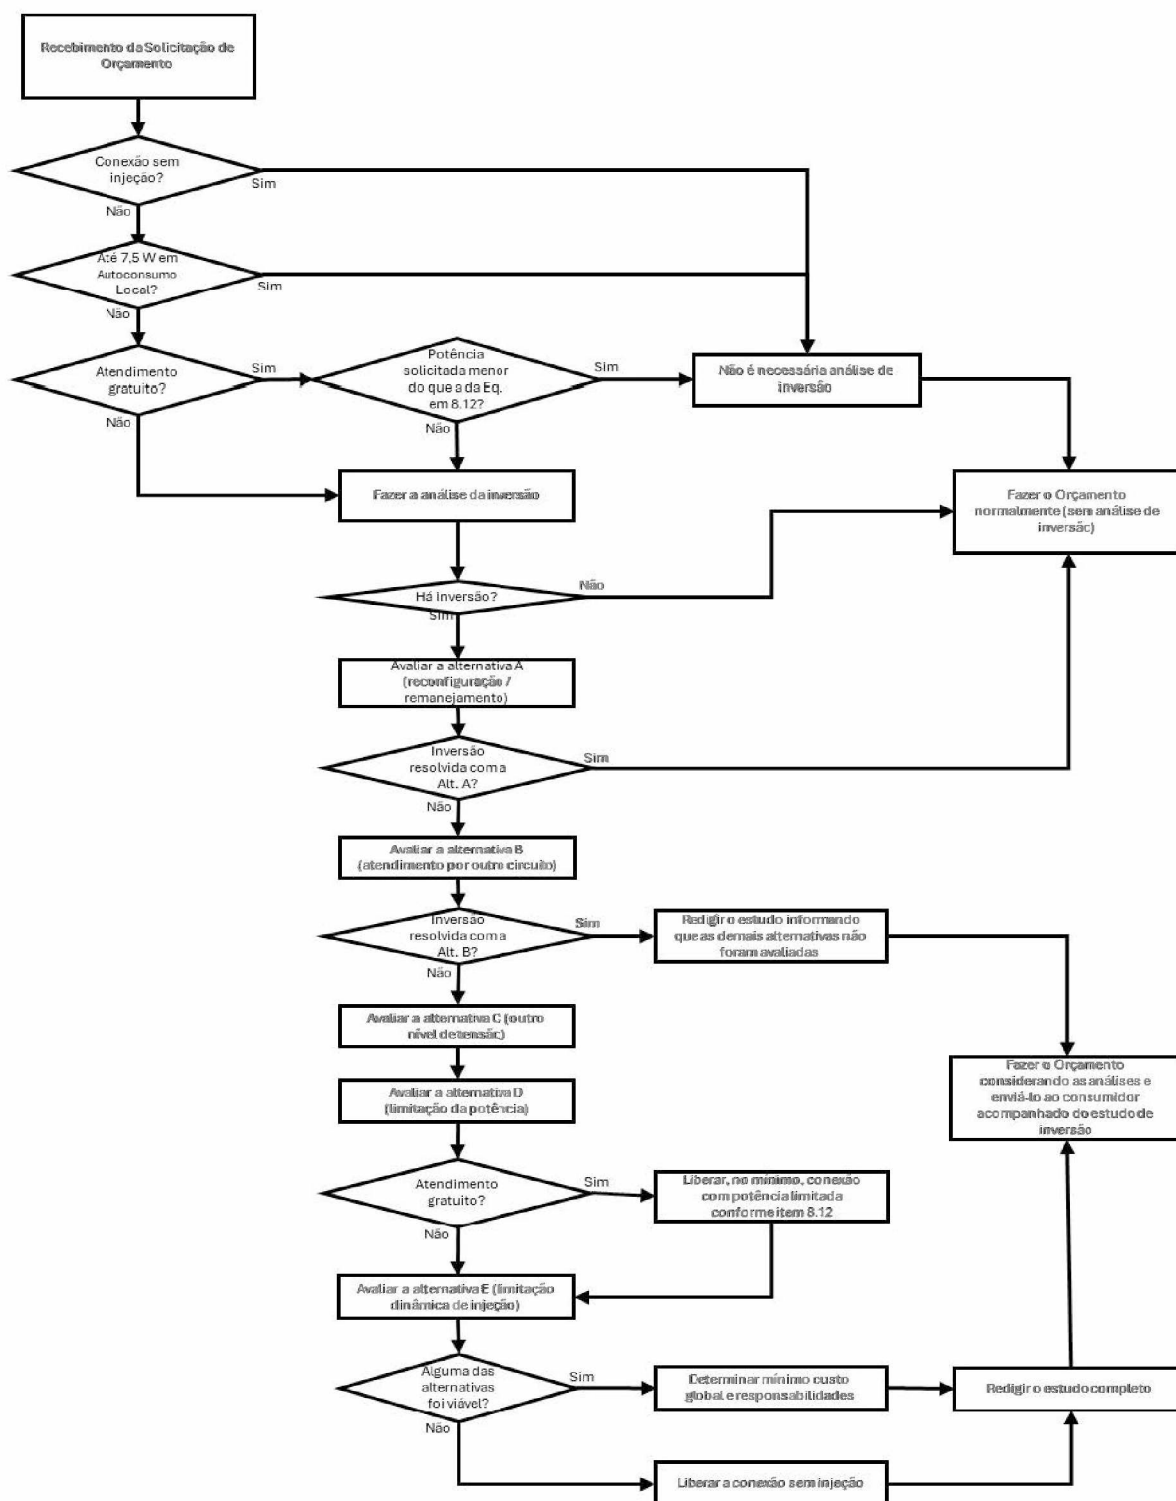 Recebimento da Solicitação de
Orçamento
Conexão sem
injeção?
Sim
Não
Até 7,5 W em
Autoconsumo
Local?
Sim
Não
Atendimento
gratuito?
Sim
Não
Potência
solicitada menor
do que a da Eq.
em 8.12?
Sim
Não
Não é necessária análise de
inversão
Fazer a análise da inversão
Fazer o Orçamento
normalmente (sem análise de
inversão)
Há inversão?
Não
Sim
Avaliar a alternativa A
(reconfiguração /
remanejamento)
Inversão
resolvida com a
Alt. A?
Sim
Não
Avaliar a alternativa B
(atendimento por outro circuito)
Inversão
resolvida com a
Alt. B?
Sim
Não
Redigir o estudo informando
que as demais alternativas não
foram avaliadas
Avaliar a alternativa C (outro
nível de tensão)
Avaliar a alternativa D
(limitação da potência)
Fazer o Orçamento
considerando as análises e
enviá-lo ao consumidor
acompanhado do estudo de
inversão
Atendimento
gratuito?
Sim
Não
Liberar, no mínimo, conexão
com potência limitada
conforme item 8.12
Avaliar a alternativa E (limitação
dinâmica de injeção)
Alguma das
alternativas
foi viável?
Sim
Não
Determinar mínimo custo
global e responsabilidades
Redigir o estudo completo
Liberar a conexão sem injeção